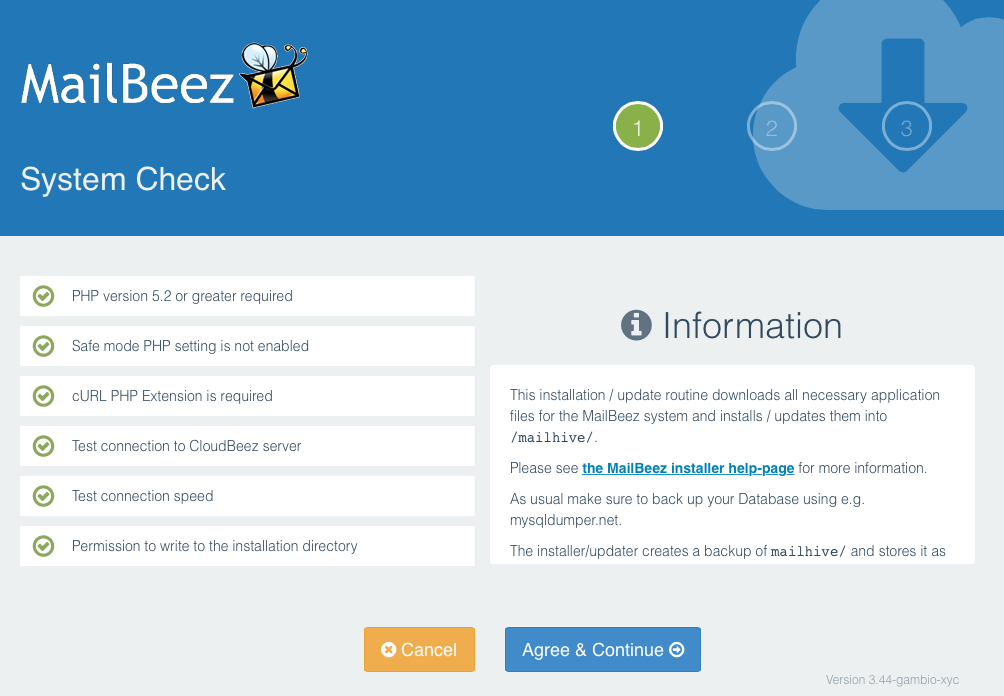 MailBeez
1
2
3
System Check
PHP version 5.2 or greater required
Safe mode PHP setting is not enabled
cURL PHP Extension is required
Test connection to CloudBeez server
Test connection speed
Permission to write to the installation directory
Information
This installation / update routine downloads all necessary application
files for the MailBeez system and installs / updates them into
/mailhive/.
Please see the MailBeez installer help-page for more information.
As usual make sure to back up your Database using e.g.
mysqldumper.net.
The installer/updater creates a backup of mailhive/ and stores it as
Cancel
Agree & Continue
Version 3.44-gambio-xyc